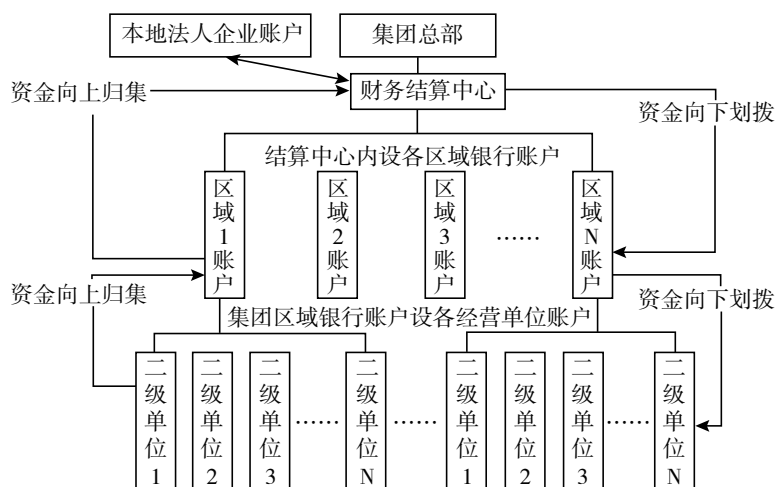 本地法人企业账户
集团总部
财务结算中心
资金向上归集
资金向下划拨
结算中心内设各区域银行账户
区域1账户
区域2账户
区域3账户
……
区域N账户
资金向上归集
资金向下划拨
集团区域银行账户设各经营单位账户
二级单位1
二级单位2
二级单位3
……
二级单位N
……
二级单位1
二级单位2
二级单位3
……
二级单位N